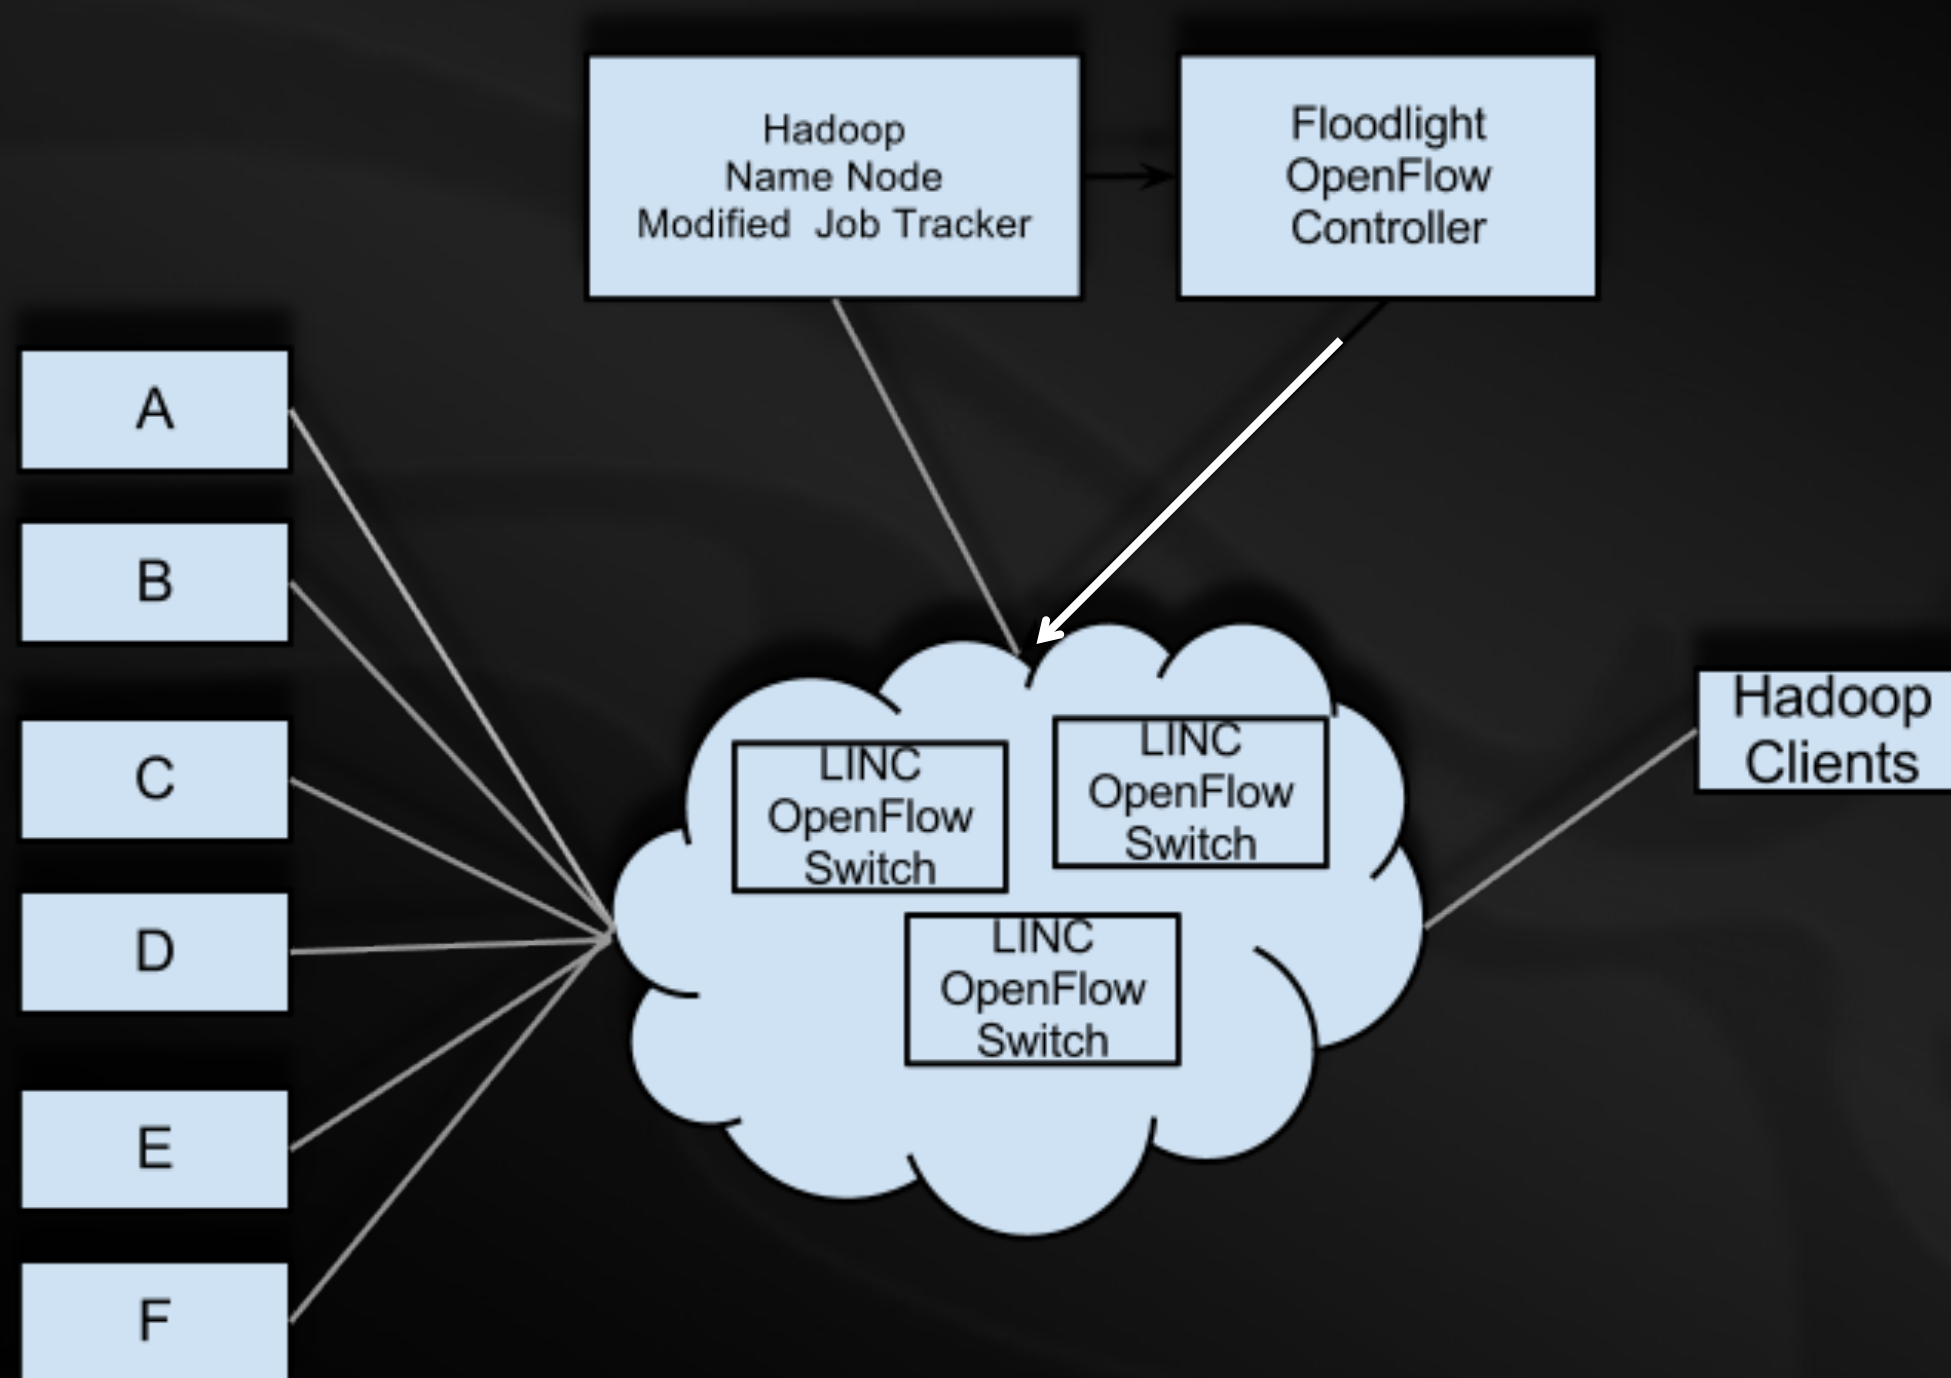 Hadoop
Name Node
Modified Job Tracker
Floodlight
OpenFlow
Controller
A
B
C
D
E
F
LINC
OpenFlow
Switch
LINC
OpenFlow
Switch
LINC
OpenFlow
Switch
Hadoop
Clients